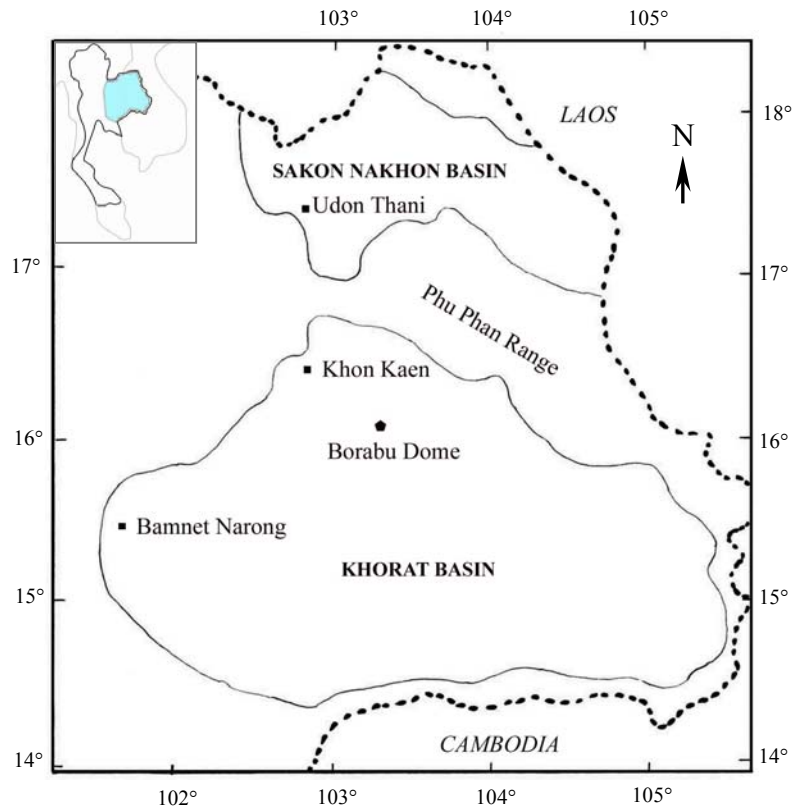 103°
104°
105°
LAOS
18°
N
SAKON NAKHON BASIN
Udon Thani
17°
17°
Phu Phan Range
Khon Kaen
16°
16°
Borabu Dome
Bamnet Narong
KHORAT BASIN
15°
15°
CAMBODIA
14°
14°
102°
103°
104°
105°